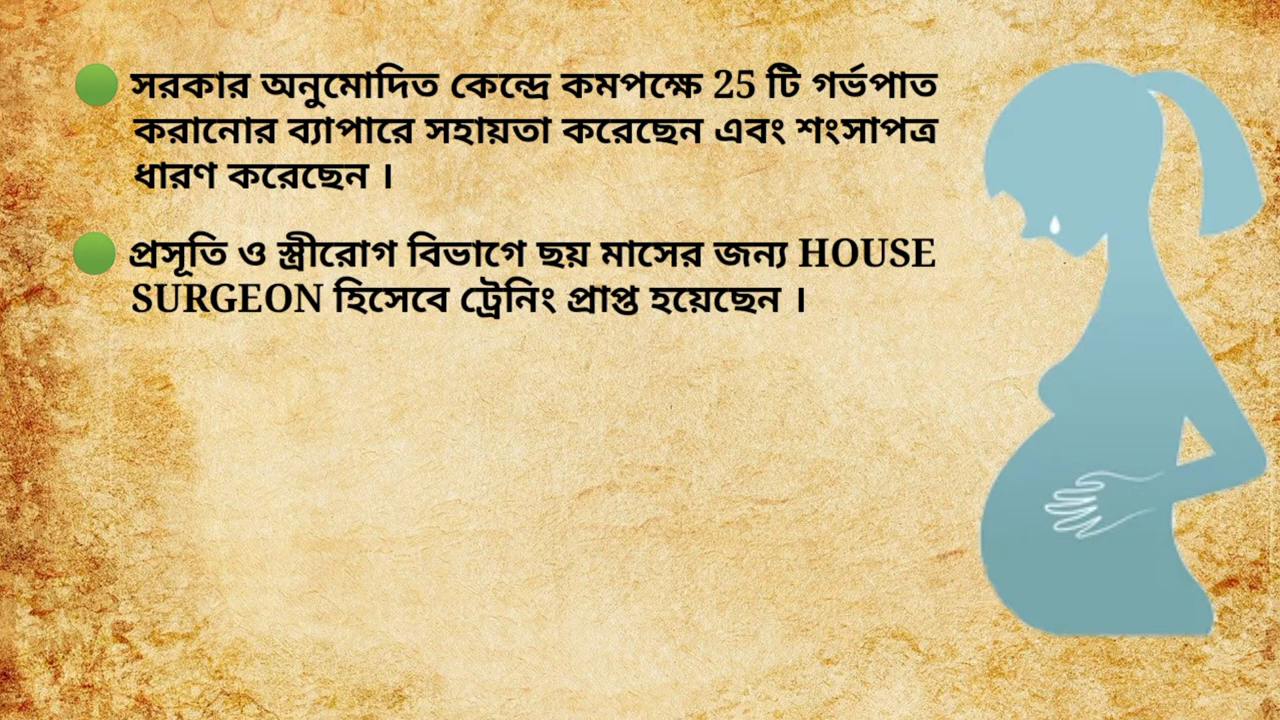 সরকার অনুমোদিত কেন্দ্রে কমপক্ষে 25 টি গর্ভপাত
করানোর ব্যাপারে সহায়তা করেছেন এবং শংসাপত্র
ধারণ করেছেন ।
প্রসূতি ও স্ত্রীরোগ বিভাগে ছয় মাসের জন্য HOUSE
SURGEON হিসেবে ট্রেনিং প্রাপ্ত হয়েছেন ।